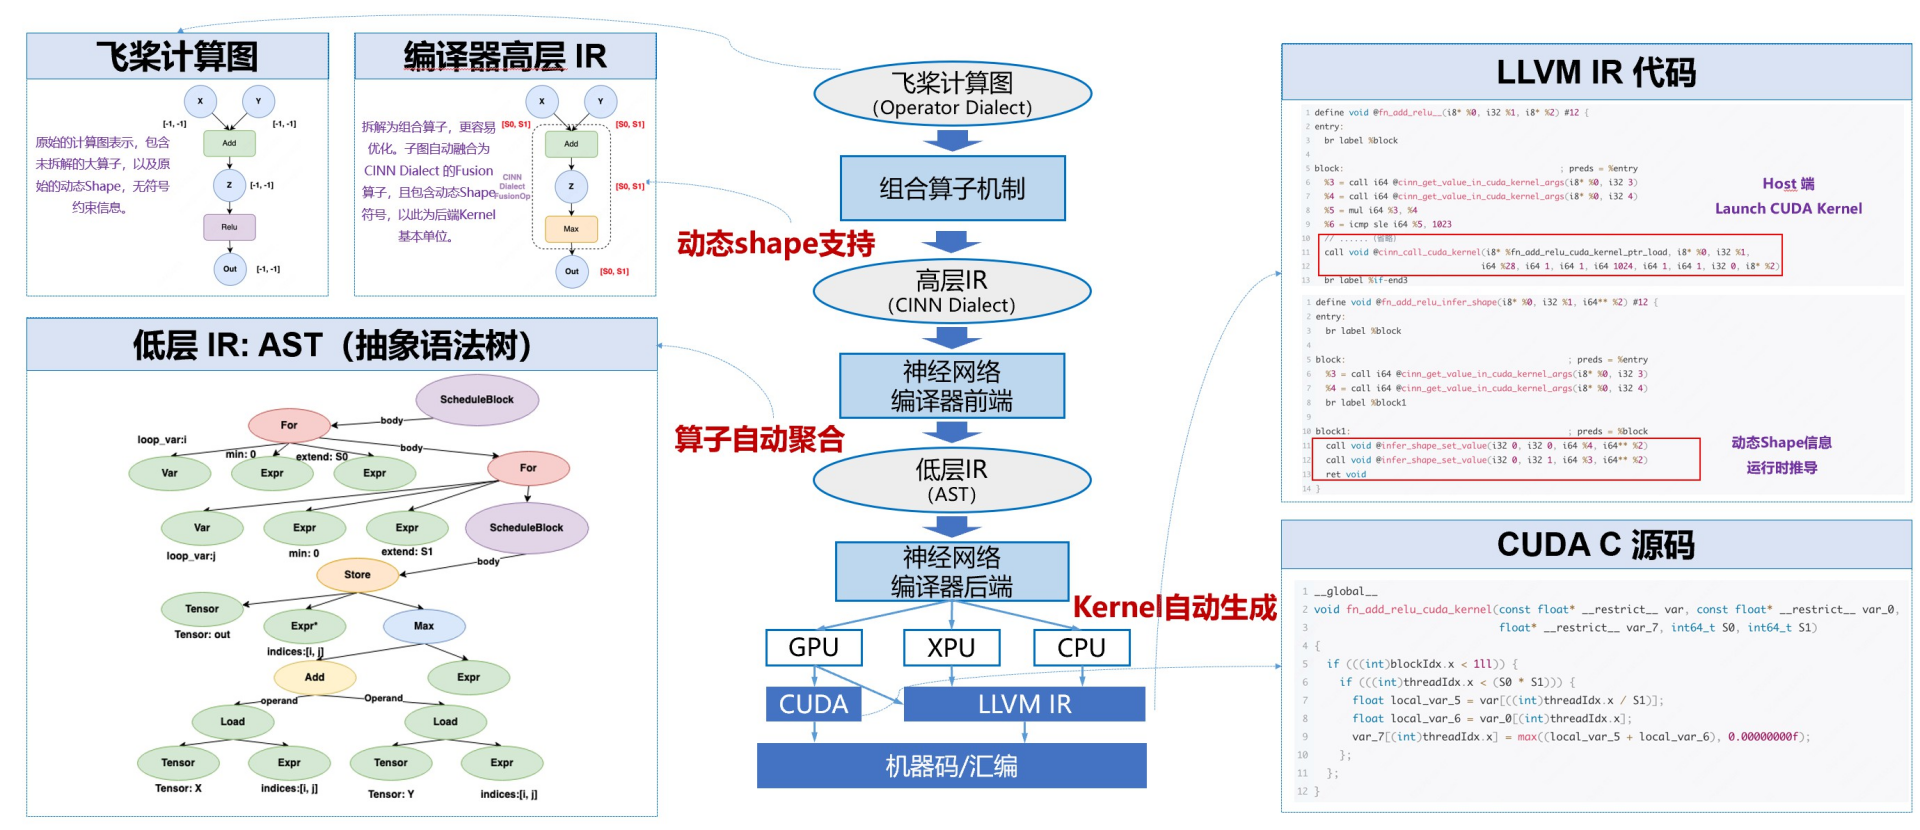 飞桨计算图
X
Y
[-1, -1]
[-1, -1]
Add
Z
[-1, -1]
Relu
Out
[-1, -1]
原始的计算图表示，包含
未拆解的大算子，以及原
始的动态Shape，无符号
约束信息。
编译器高层 IR
X
Y
[S0, S1]
[S0, S1]
Add
Z
[S0, S1]
Max
Out
[S0, S1]
CINN
Dialect
FusionOp
拆解为组合算子，更容易
优化。子图自动融合为
CINN Dialect 的Fusion
算子，且包含动态Shape
符号，以此为后端Kernel
基本单位。
低层 IR: AST（抽象语法树）
ScheduleBlock
body
For
loop_var:i
min: 0
extend: S0
body
Var
Expr
Expr
For
Var
Expr
Expr
ScheduleBlock
loop_var:j
min: 0
extend: S1
body
Store
Tensor
Expr*
Max
Tensor: out
indices:[i, j]
Add
Expr
operand
Operand
Load
Load
Tensor
Expr
Tensor
Expr
Tensor: X
indices:[i, j]
Tensor: Y
indices:[i, j]
飞桨计算图
(Operator Dialect)
组合算子机制
动态shape支持
高层IR
(CINN Dialect)
神经网络
编译器前端
算子自动聚合
低层IR
(AST)
神经网络
编译器后端
Kernel自动生成
GPU
XPU
CPU
CUDA
LLVM IR
机器码/汇编
LLVM IR 代码
1 define void @fn_add_relu__(i8* %0, i32 %1, i8* %2) #12 {
2 entry:
3 br label %block
4
5 block: ; preds = %entry
6 %3 = call i64 @cinn_get_value_in_cuda_kernel_args(i8* %0, i32 3)
7 %4 = call i64 @cinn_get_value_in_cuda_kernel_args(i8* %0, i32 4)
8 %5 = mul i64 %3, %4
9 %6 = icmp sle i64 %5, 1023
10 // ...... (省略)
11 call void @cinn_call_cuda_kernel(i8* %fn_add_relu_cuda_kernel_ptr_load, i8* %0, i32 %1,
12 i64 %28, i64 1, i64 1, i64 1024, i64 1, i64 1, i32 0, i8* %2)
13 br label %if-end3
Host 端
Launch CUDA Kernel
1 define void @fn_add_relu_infer_shape(i8* %0, i32 %1, i64** %2) #12 {
2 entry:
3 br label %block
4
5 block: ; preds = %entry
6 %3 = call i64 @cinn_get_value_in_cuda_kernel_args(i8* %0, i32 3)
7 %4 = call i64 @cinn_get_value_in_cuda_kernel_args(i8* %0, i32 4)
8 br label %block1
9
10 block1: ; preds = %block
11 call void @infer_shape_set_value(i32 0, i32 0, i64 %4, i64** %2)
12 call void @infer_shape_set_value(i32 0, i32 1, i64 %3, i64** %2)
13 ret void
14 }
动态Shape信息
运行时推导
CUDA C 源码
1 __global__
2 void fn_add_relu_cuda_kernel(const float* __restrict__ var, const float* __restrict__ var_0,
3 float* __restrict__ var_7, int64_t S0, int64_t S1)
4 {
5 if (((int)blockIdx.x < 1ll)) {
6 if (((int)threadIdx.x < (S0 * S1))) {
7 float local_var_5 = var[((int)threadIdx.x / S1)];
8 float local_var_6 = var_0[(int)threadIdx.x];
9 var_7[(int)threadIdx.x] = max((local_var_5 + local_var_6), 0.00000000f);
10 };
11 };
12 }